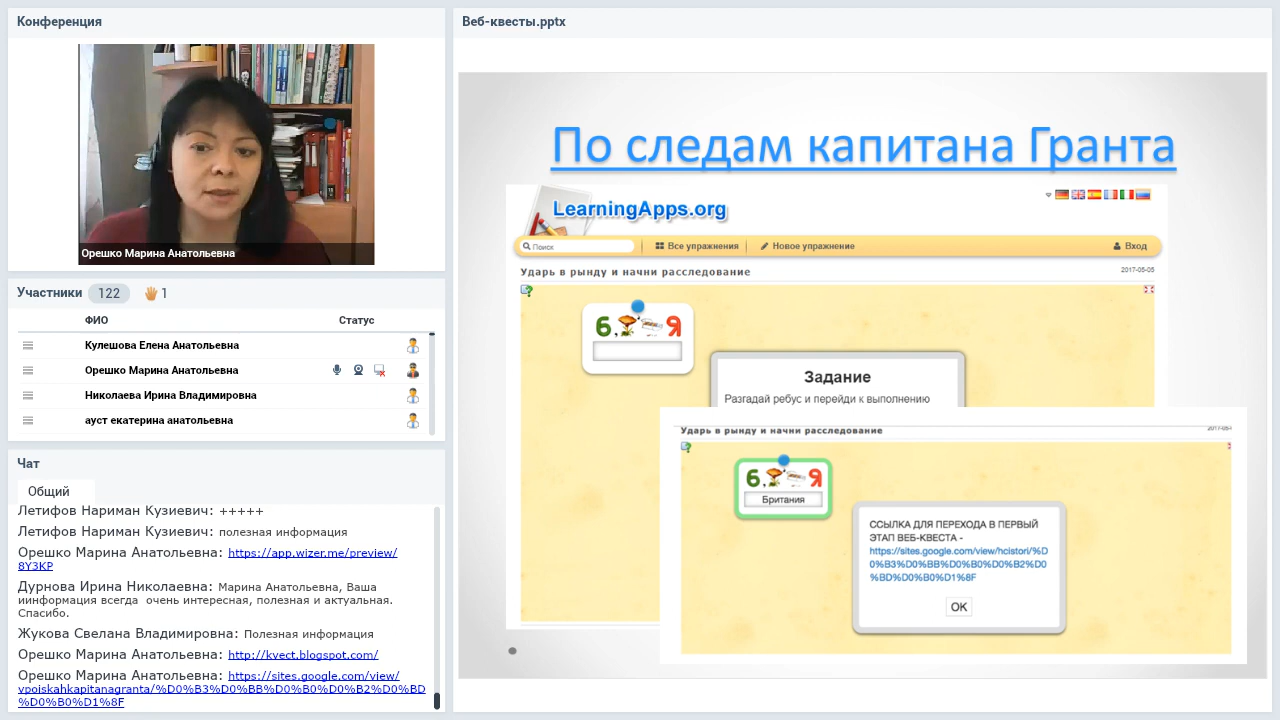 Конференция
Орешко Марина Анатольевна
Участники 122 1
ФИО Статус
Кулешова Елена Анатольевна
Орешко Марина Анатольевна
Николаева Ирина Владимировна
ауст екатерина анатольевна
Чат
Общий
Летифов Нариман Кузиевич: +++++
Летифов Нариман Кузиевич: полезная информация
Орешко Марина Анатольевна: https://app.wizer.me/preview/
8Y3KP
Дурнова Ирина Николаевна: Марина Анатольевна, Ваша
иинформация всегда очень интересная, полезная и актуальная.
Спасибо.
Жукова Свелана Владимировна: Полезная информация
Орешко Марина Анатольевна: http://kvect.blogspot.com/
Орешко Марина Анатольевна: https://sites.google.com/view/
vpoiskahkapitanagranta/%D0%B3%D0%BB%D0%B0%D0%B2%D0%BD
%D0%B0%D1%8F
Веб-квесты.pptx
По следам капитана Гранта
LearningApps.org
Поиск Все упражнения Новое упражнение Вход
Ударь в рынду и начни расследование 2017-05-05
Б, Я
Задание
Разгадай ребус и перейди к выполнению
Ударь в рынду и начни расследование
Б, Я
Британия
ССЫЛКА ДЛЯ ПЕРЕХОДА В ПЕРВЫЙ
ЭТАП ВЕБ-КВЕСТА -
https://sites.google.com/view/hcistori/%D
0%B3%D0%BB%D0%B0%D0%B2%D0
%BD%D0%B0%D1%8F
OK